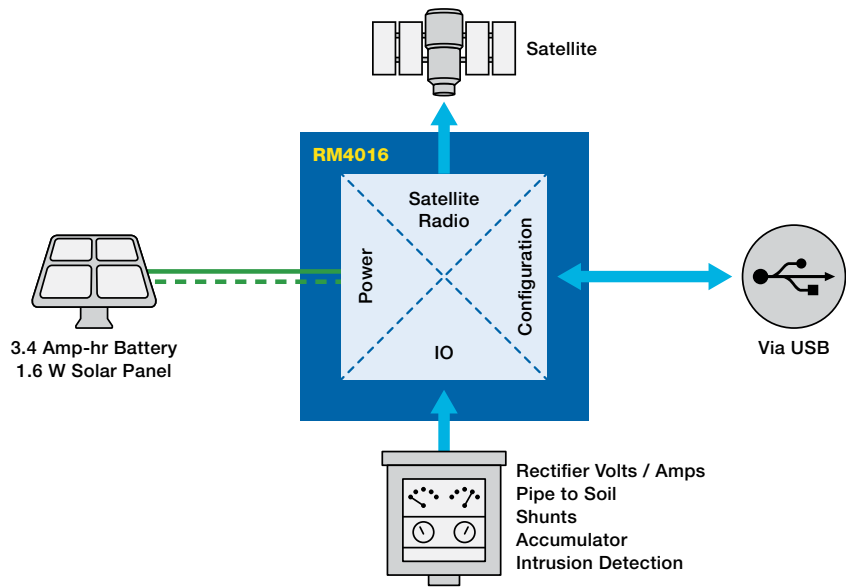 Satellite
RM4016
Satellite
Radio
Power
Configuration
IO
3.4 Amp-hr Battery
1.6 W Solar Panel
Via USB
Rectifier Volts / Amps
Pipe to Soil
Shunts
Accumulator
Intrusion Detection